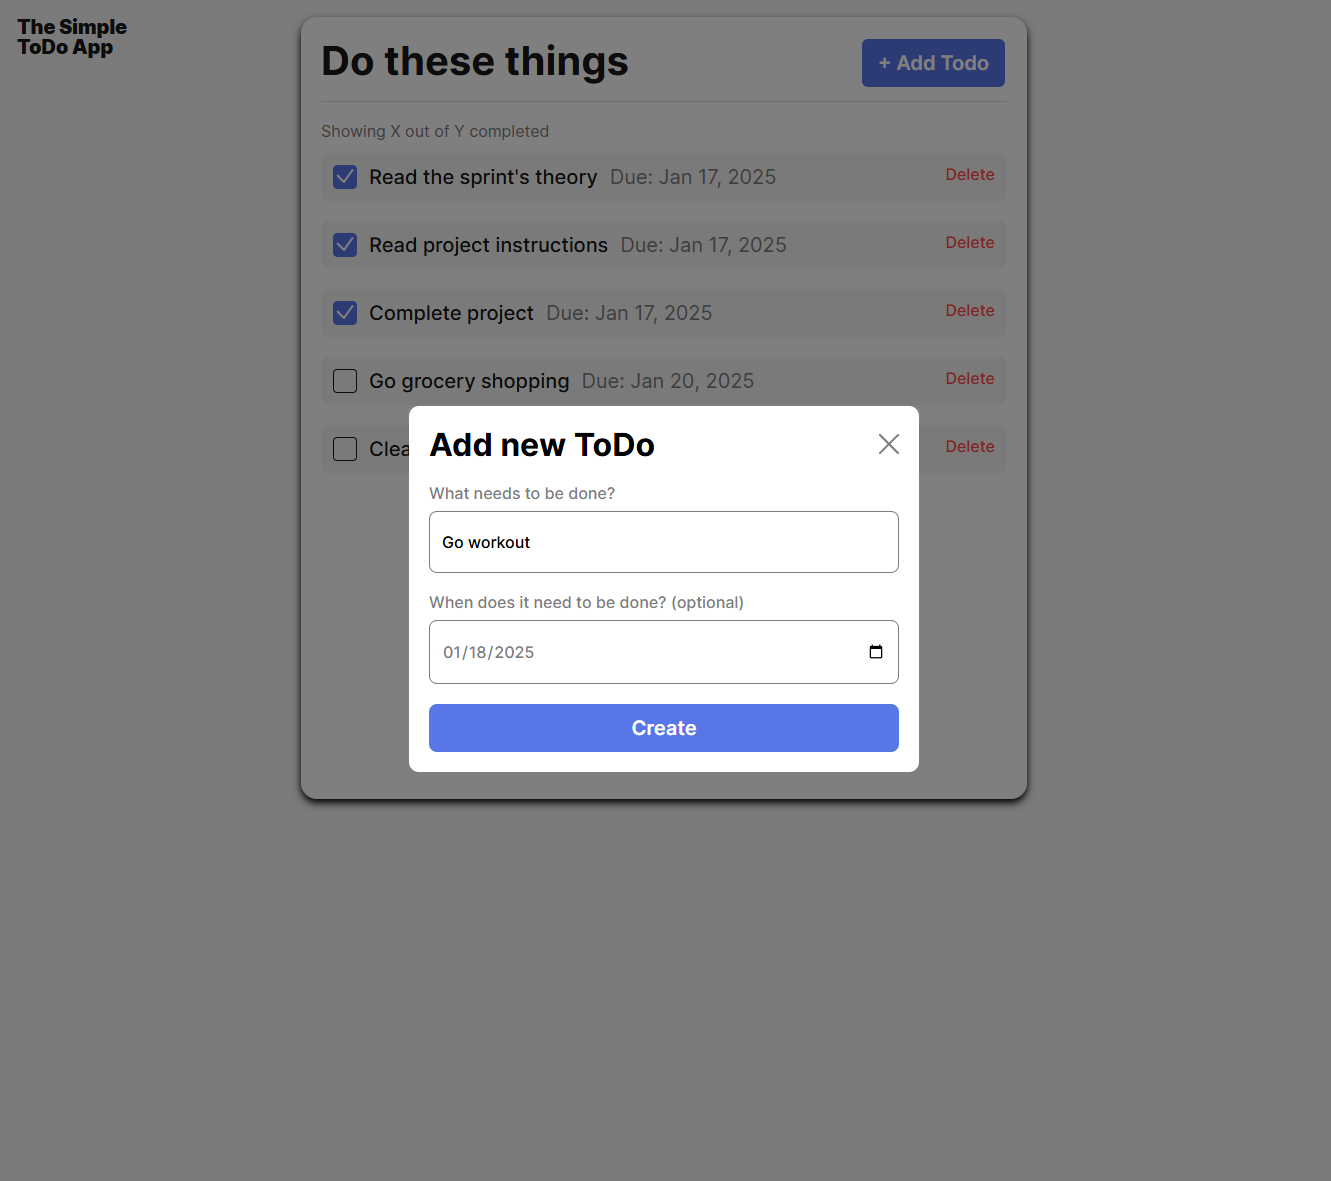 The Simple
ToDo App
Do these things
+ Add Todo
Showing X out of Y completed
Read the sprint's theory Due: Jan 17, 2025 Delete
Read project instructions Due: Jan 17, 2025 Delete
Complete project Due: Jan 17, 2025 Delete
Go grocery shopping Due: Jan 20, 2025 Delete
Delete
Add new ToDo
What needs to be done?
Go workout
When does it need to be done? (optional)
01/18/2025
Create